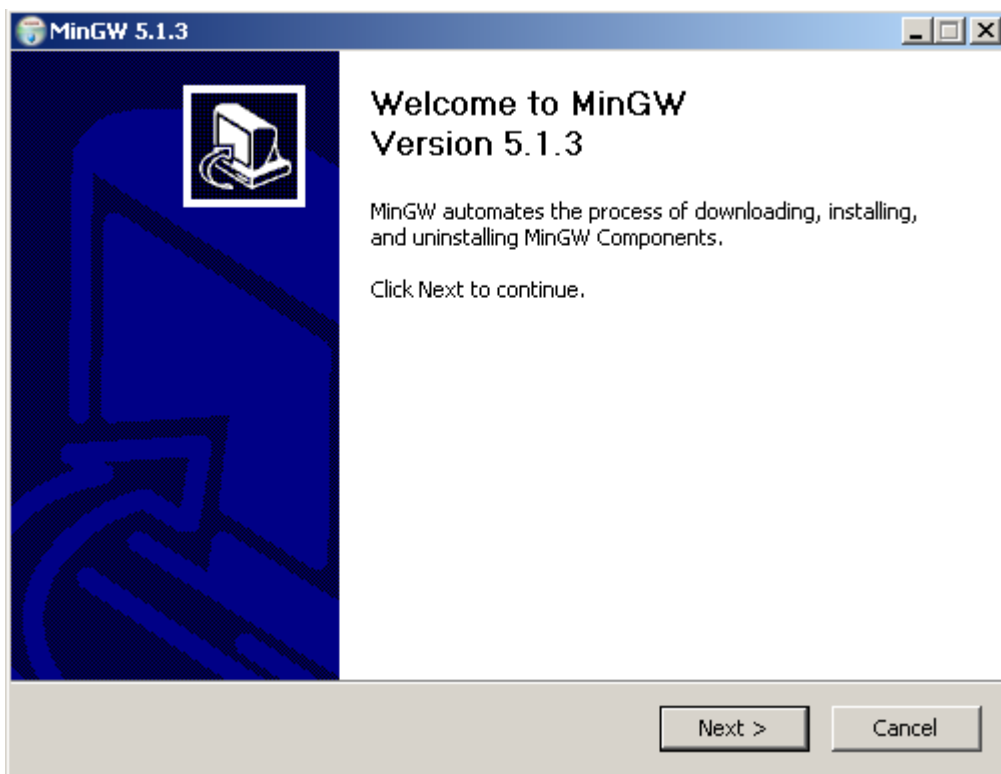 MinGW 5.1.3
Welcome to MinGW
Version 5.1.3
MinGW automates the process of downloading, installing,
and uninstalling MinGW Components.
Click Next to continue.
Next >
Cancel